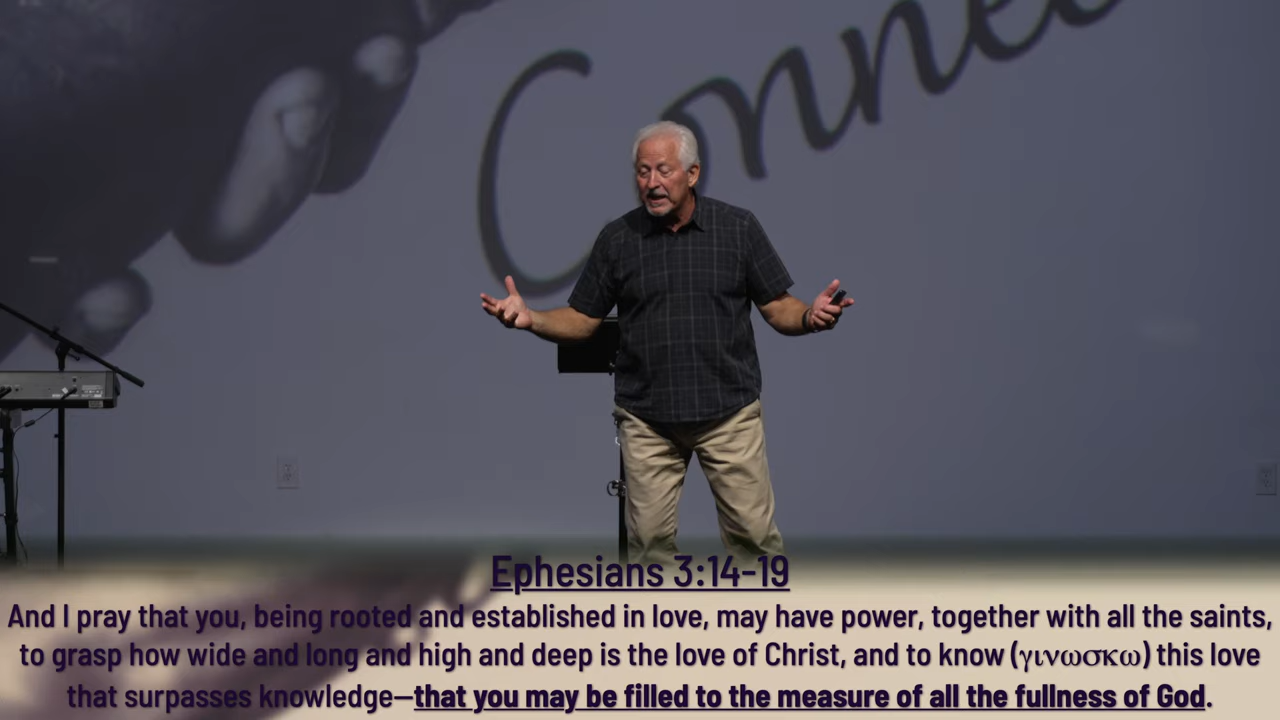 Conne
Ephesians 3:14-19
And I pray that you, being rooted and established in love, may have power, together with all the saints,
to grasp how wide and long and high and deep is the love of Christ, and to know (γινωσκω) this love
that surpasses knowledge—that you may be filled to the measure of all the fullness of God.